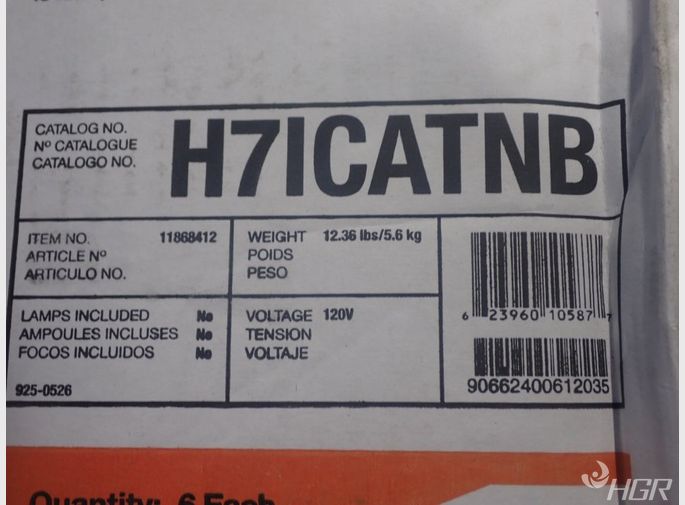 CATALOG NO.
Nº CATALOGUE
CATALOGO NO.
H7ICATNB
ITEM NO. 11868412
ARTICLE Nº
ARTICULO NO.
WEIGHT 12.36 lbs/5.6 kg
POIDS
PESO
LAMPS INCLUDED No
AMPOULES INCLUSES No
FOCOS INCLUIDOS No
925-0526
VOLTAGE 120V
TENSION
VOLTAJE
6 23960 10587 7
90662400612035
Quantity: 6 Each
HGR